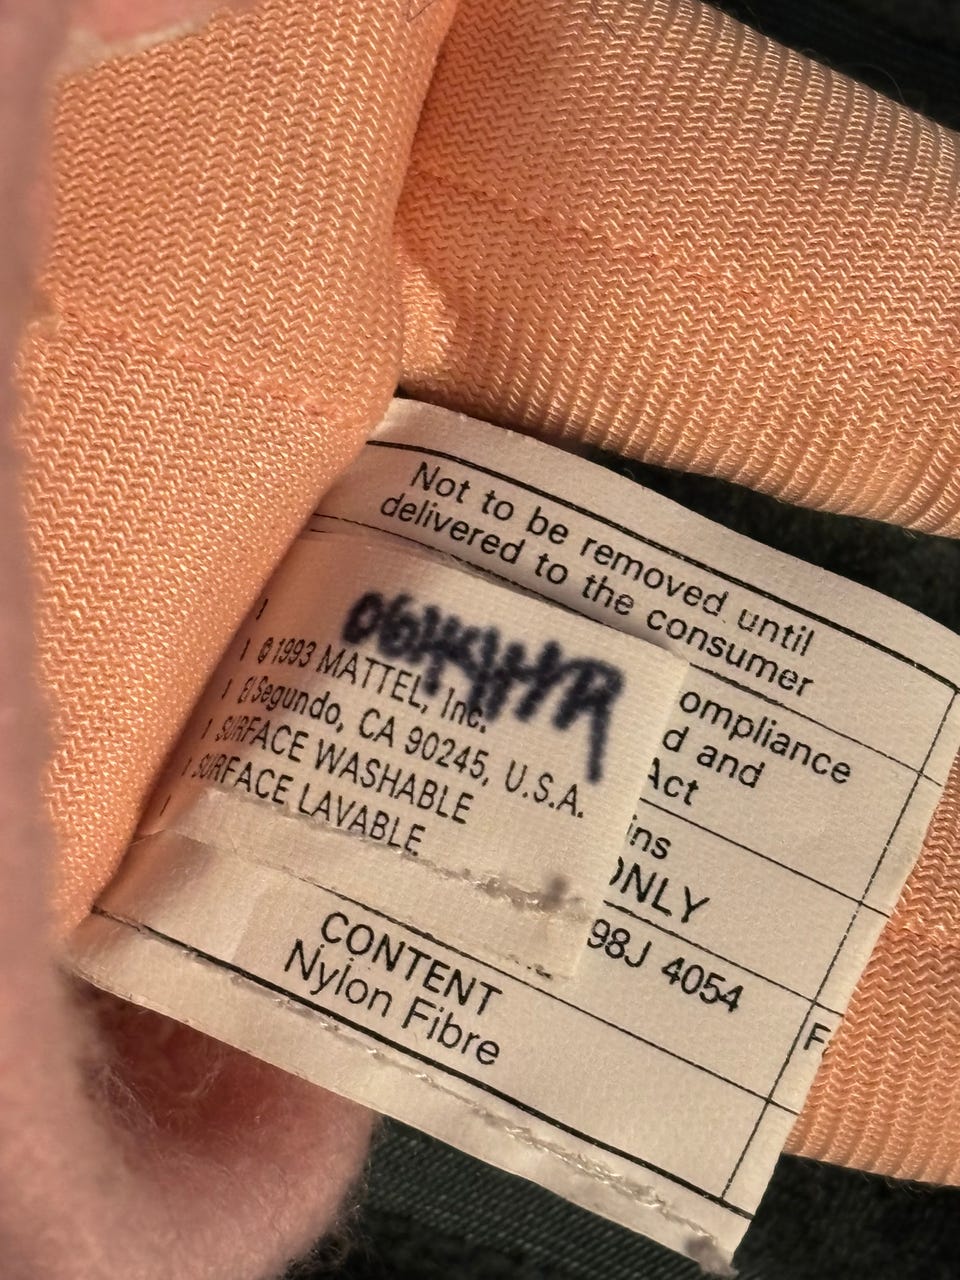 Not to be removed until
delivered to the consumer
ompliance
d and
Act
ins
ONLY
98J 4054
F
© 1993 MATTEL, Inc.
El Segundo, CA 90245, U.S.A.
SURFACE WASHABLE
SURFACE LAVABLE
CONTENT
Nylon Fibre